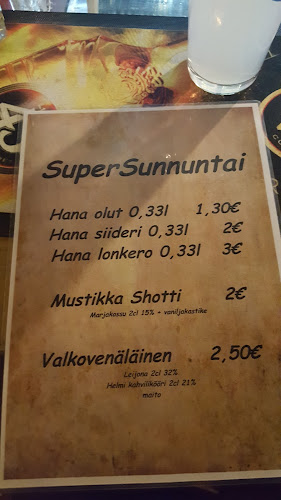 SuperSunnuntai
Hana olut 0,33l 1,30€
Hana siideri 0,33l 2€
Hana lonkero 0,33l 3€
Mustikka Shotti 2€
Marjakossu 2cl 15% + vaniljakastike
Valkovenäläinen 2,50€
Leijona 2cl 32%
Helmi kahvilikööri 2cl 21%
maito